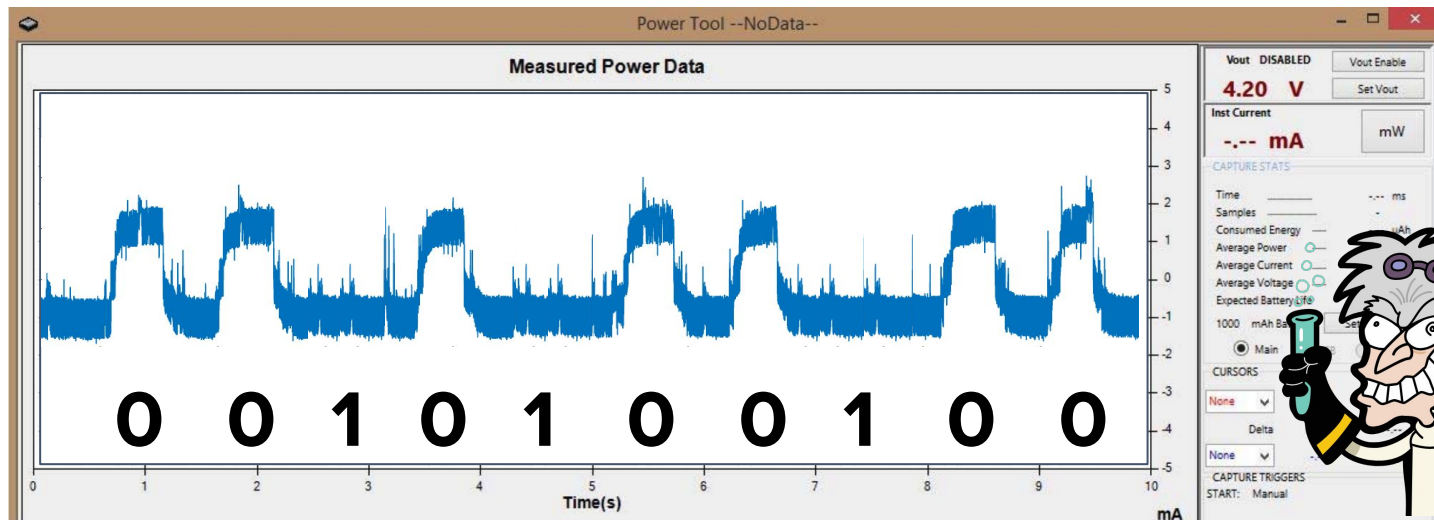 Power Tool --NoData--
Measured Power Data
5
4
3
2
1
0
-1
-2
-3
-4
-5
mA
0 0 1 0 1 0 0 1 0 0
0 1 2 3 4 5 6 7 8 9 10
Time(s)
Vout DISABLED
Vout Enable
4.20 V
Set Vout
Inst Current
-.-- mA
mW
CAPTURE STATS
Time -.-- ms
Samples -
Consumed Energy uAh
Average Power
Average Current
Average Voltage
Expected Battery
1000 mAh
Main
CURSORS
None
Delta
None
CAPTURE TRIGGERS
START: Manual